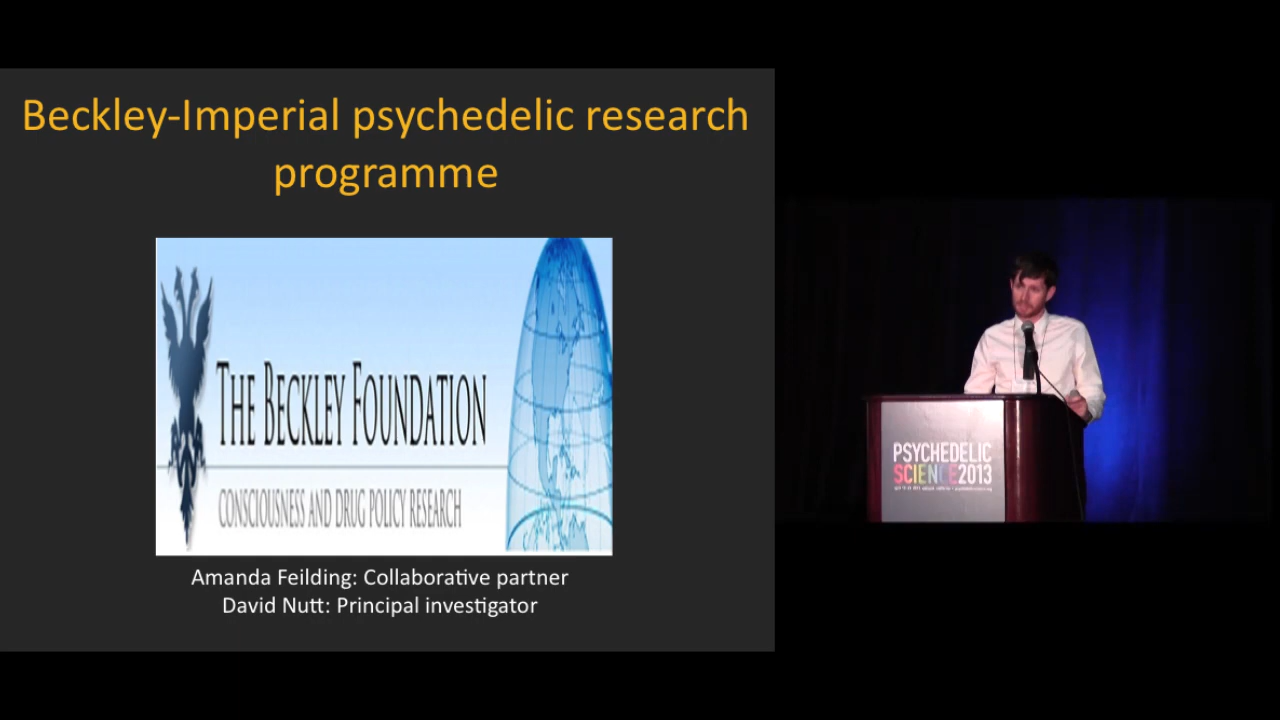 Beckley-Imperial psychedelic research
programme
THE BECKLEY FOUNDATION
CONSCIOUSNESS AND DRUG POLICY RESEARCH
Amanda Feilding: Collaborative partner
David Nutt: Principal investigator
PSYCHEDELIC
SCIENCE2013